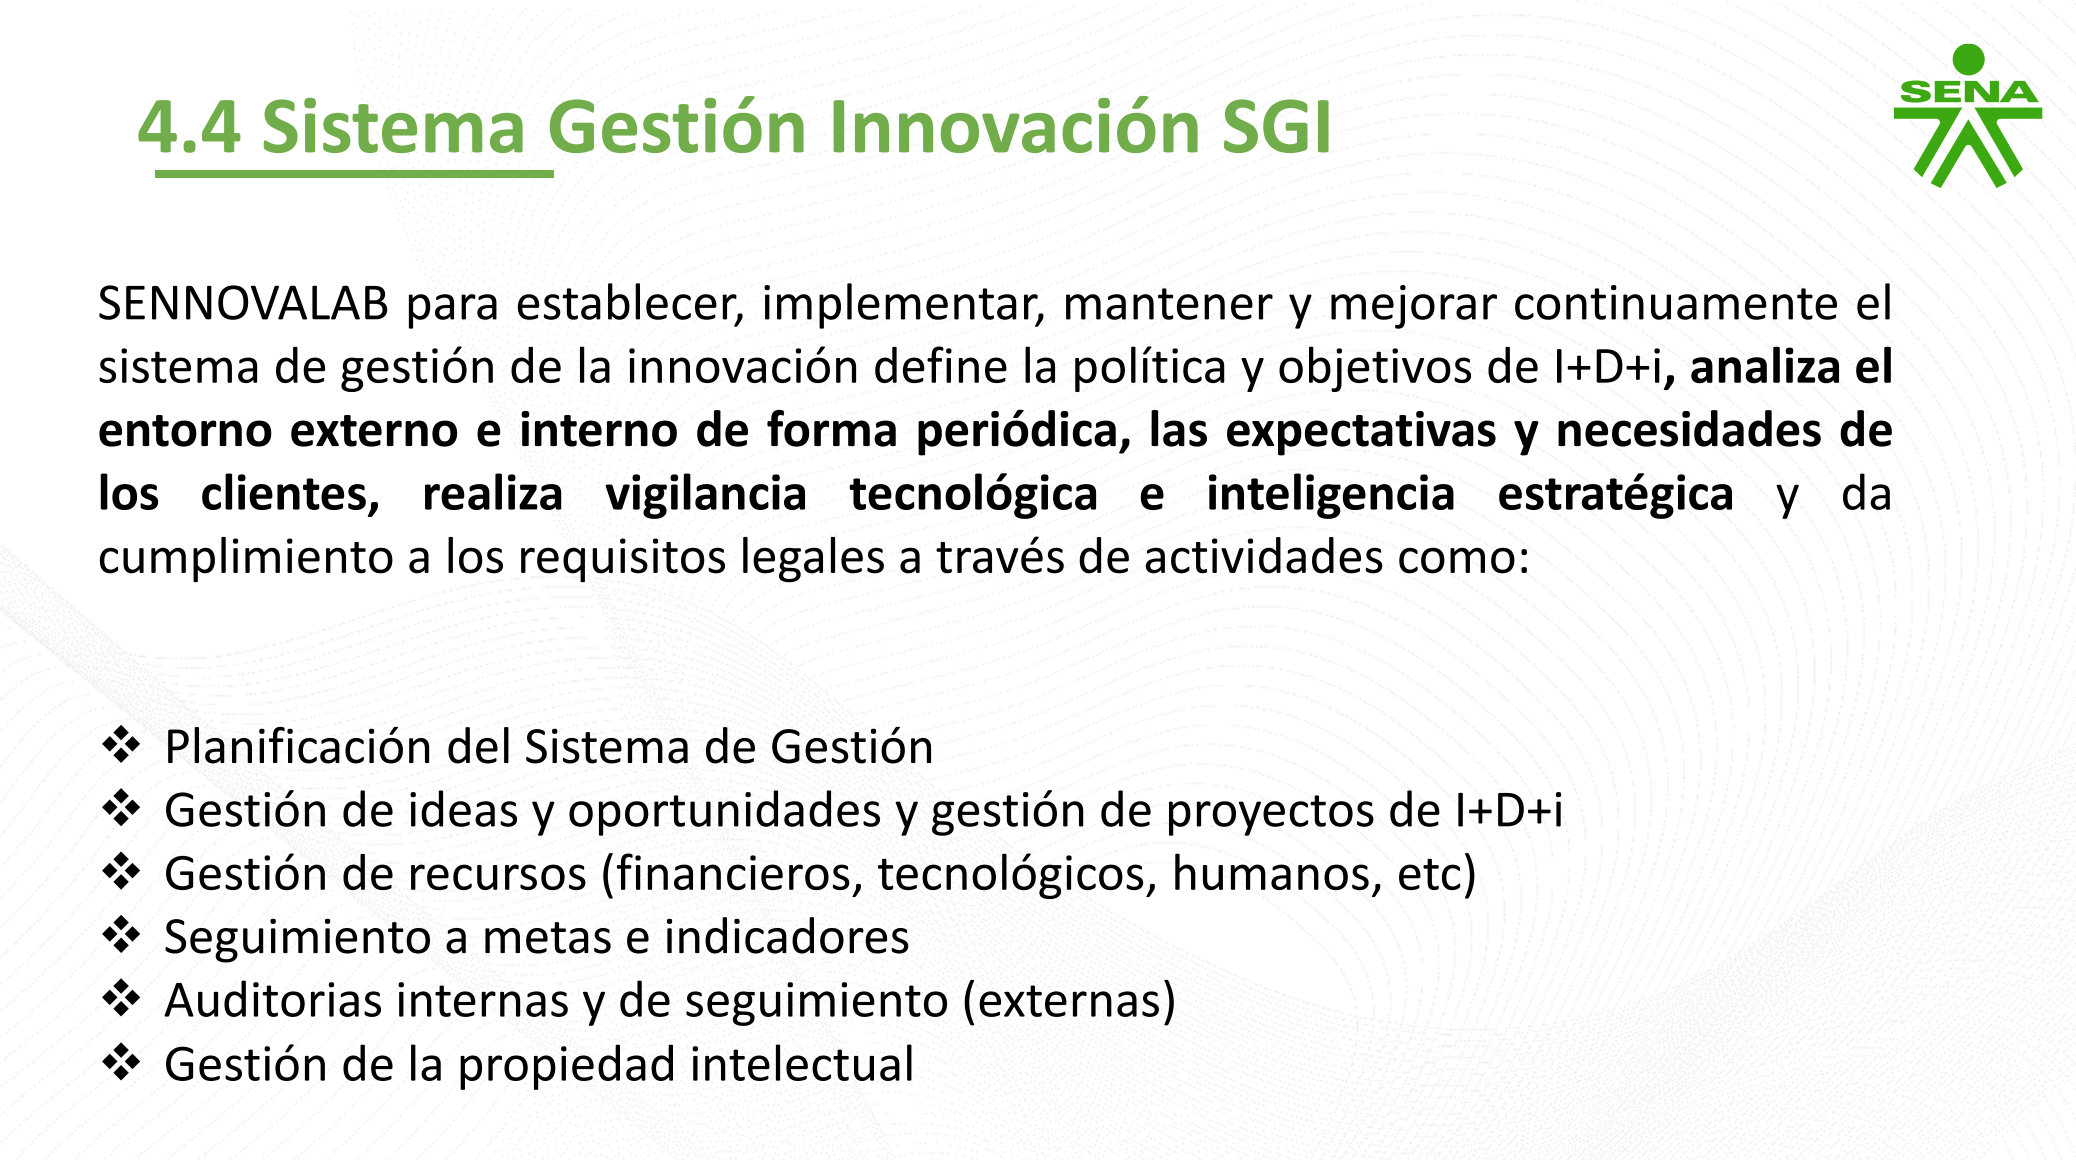 4.4 Sistema Gestión Innovación SGI
SENA
SENNOVALAB para establecer, implementar, mantener y mejorar continuamente el
sistema de gestión de la innovación define la política y objetivos de I+D+i, analiza el
entorno externo e interno de forma periódica, las expectativas y necesidades de
los clientes, realiza vigilancia tecnológica e inteligencia estratégica y da
cumplimiento a los requisitos legales a través de actividades como:
❖ Planificación del Sistema de Gestión
❖ Gestión de ideas y oportunidades y gestión de proyectos de I+D+i
❖ Gestión de recursos (financieros, tecnológicos, humanos, etc)
❖ Seguimiento a metas e indicadores
❖ Auditorias internas y de seguimiento (externas)
❖ Gestión de la propiedad intelectual